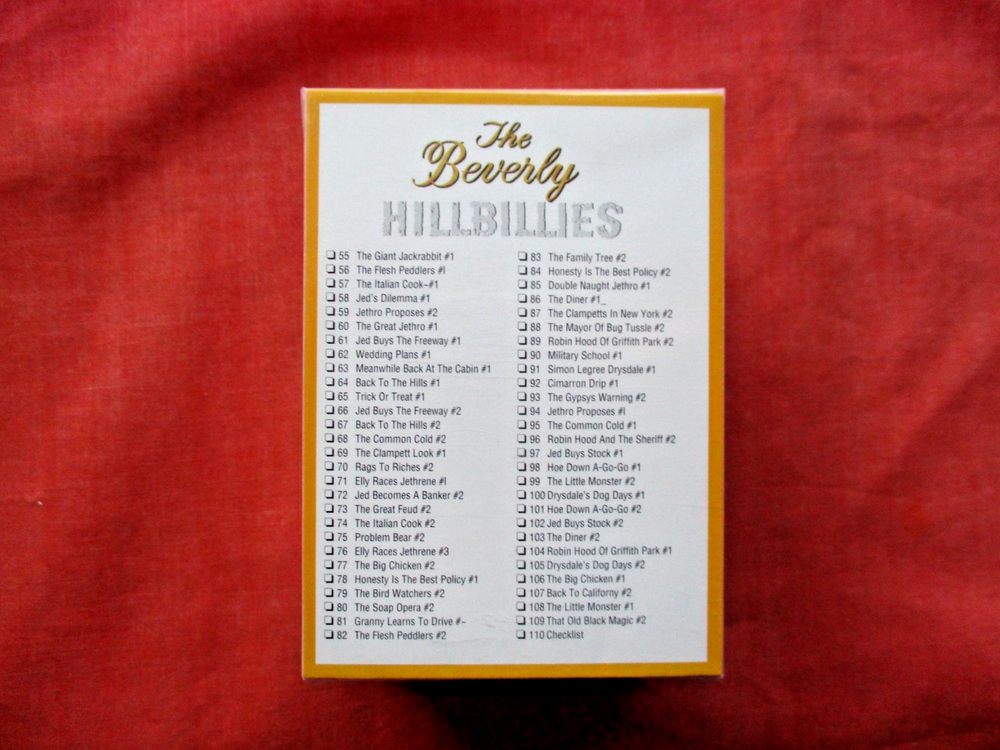 The
Beverly
HILLBILLIES
❏ 55 The Giant Jackrabbit #1
❏ 56 The Flesh Peddlers #I
❏ 57 The Italian Cook-#1
❏ 58 Jed's Dilemma #1
❏ 59 Jethro Proposes #2
❏ 60 The Great Jethro #1
❏ 61 Jed Buys The Freeway #1
❏ 62 Wedding Plans #1
❏ 63 Meanwhile Back At The Cabin #1
❏ 64 Back To The Hills #1
❏ 65 Trick Or Treat #1
❏ 66 Jed Buys The Freeway #2
❏ 67 Back To The Hills #2
❏ 68 The Common Cold #2
❏ 69 The Clampett Look #1
❏ 70 Rags To Riches #2
❏ 71 Elly Races Jethrene #I
❏ 72 Jed Becomes A Banker #2
❏ 73 The Great Feud #2
❏ 74 The Italian Cook #2
❏ 75 Problem Bear #2
❏ 76 Elly Races Jethrene #3
❏ 77 The Big Chicken #2
❏ 78 Honesty Is The Best Policy #1
❏ 79 The Bird Watchers #2
❏ 80 The Soap Opera #2
❏ 81 Granny Learns To Drive #-
❏ 82 The Flesh Peddlers #2
❏ 83 The Family Tree #2
❏ 84 Honesty Is The Best Policy #2
❏ 85 Double Naught Jethro #1
❏ 86 The Diner #1_
❏ 87 The Clampetts In New York #2
❏ 88 The Mayor Of Bug Tussle #2
❏ 89 Robin Hood Of Griffith Park #2
❏ 90 Military School #1
❏ 91 Simon Legree Drysdale #1
❏ 92 Cimarron Drip #1
❏ 93 The Gypsys Warning #2
❏ 94 Jethro Proposes #I
❏ 95 The Common Cold #1
❏ 96 Robin Hood And The Sheriff #2
❏ 97 Jed Buys Stock #1
❏ 98 Hoe Down A-Go-Go #1
❏ 99 The Little Monster #2
❏ 100 Drysdale's Dog Days #1
❏ 101 Hoe Down A-Go-Go #2
❏ 102 Jed Buys Stock #2
❏ 103 The Diner #2
❏ 104 Robin Hood Of Griffith Park #1
❏ 105 Drysdale's Dog Days #2
❏ 106 The Big Chicken #1
❏ 107 Back To Californy #2
❏ 108 The Little Monster #1
❏ 109 That Old Black Magic #2
❏ 110 Checklist